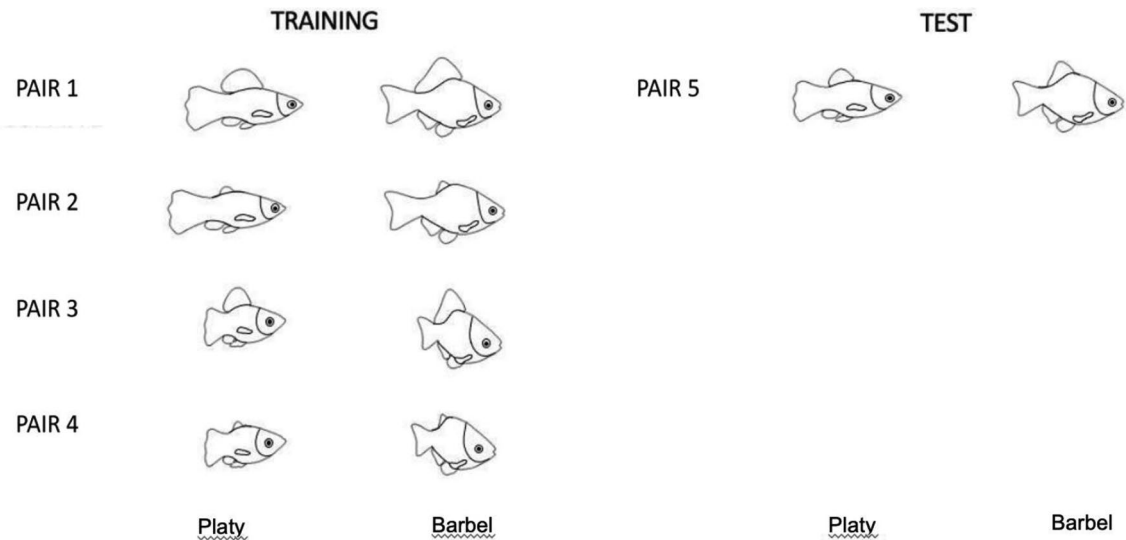 TRAINING
TEST
PAIR 1
PAIR 5
PAIR 2
PAIR 3
PAIR 4
Platy
Barbel
Platy
Barbel